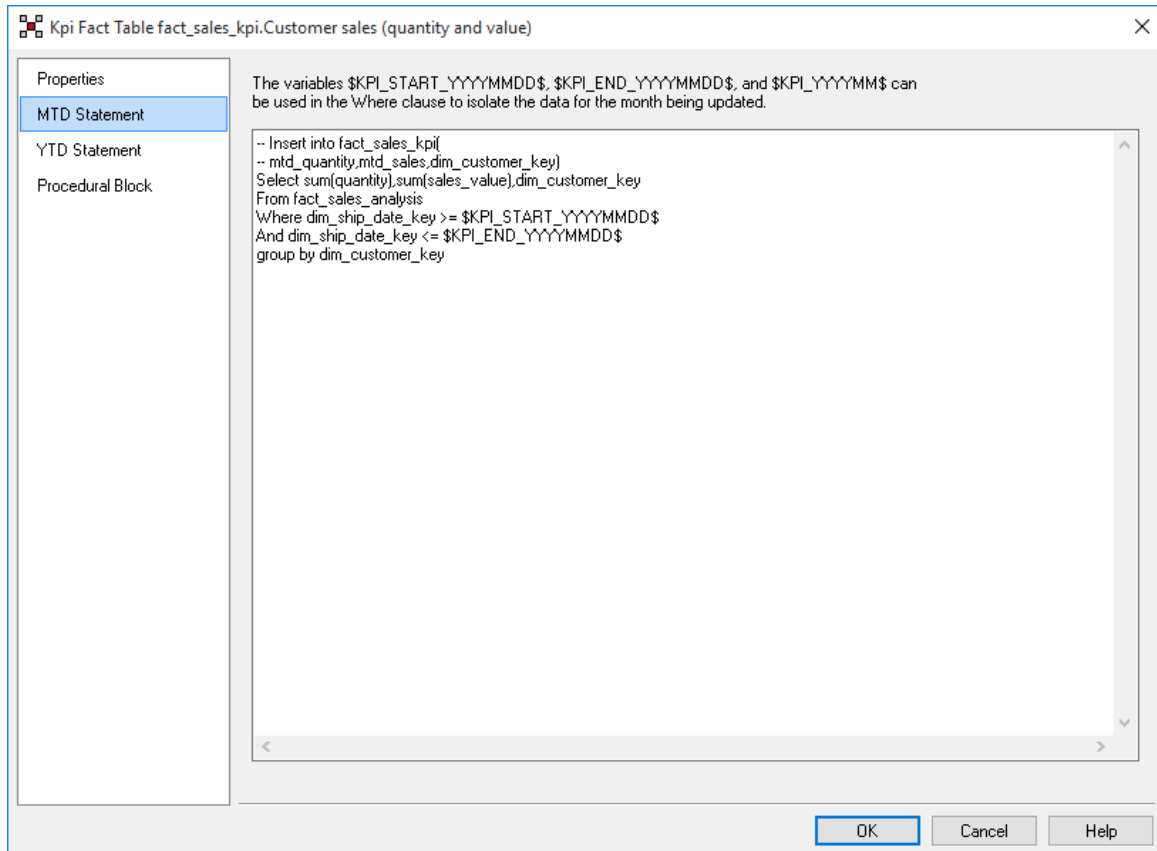 Kpi Fact Table fact_sales_kpi.Customer sales (quantity and value)
Properties
MTD Statement
YTD Statement
Procedural Block
The variables $KPI_START_YYYYMMDD$, $KPI_END_YYYYMMDD$, and $KPI_YYYYMM$ can
be used in the Where clause to isolate the data for the month being updated.
-- Insert into fact_sales_kpi(
-- mtd_quantity,mtd_sales,dim_customer_key)
Select sum(quantity),sum(sales_value),dim_customer_key
From fact_sales_analysis
Where dim_ship_date_key >= $KPI_START_YYYYMMDD$
And dim_ship_date_key <= $KPI_END_YYYYMMDD$
group by dim_customer_key
OK
Cancel
Help